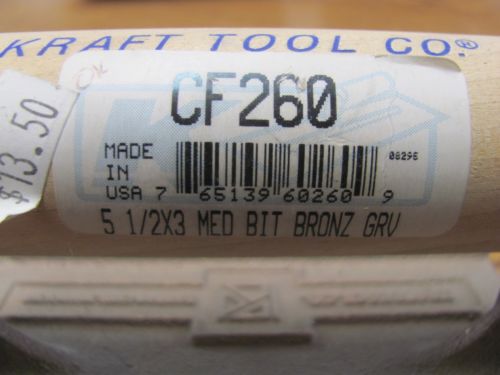 KRAFT TOOL CO.®
$13.50
OK
CF260
MADE
IN
USA 7 65139 60260 9
08296
5 1/2X3 MED BIT BRONZ GRV